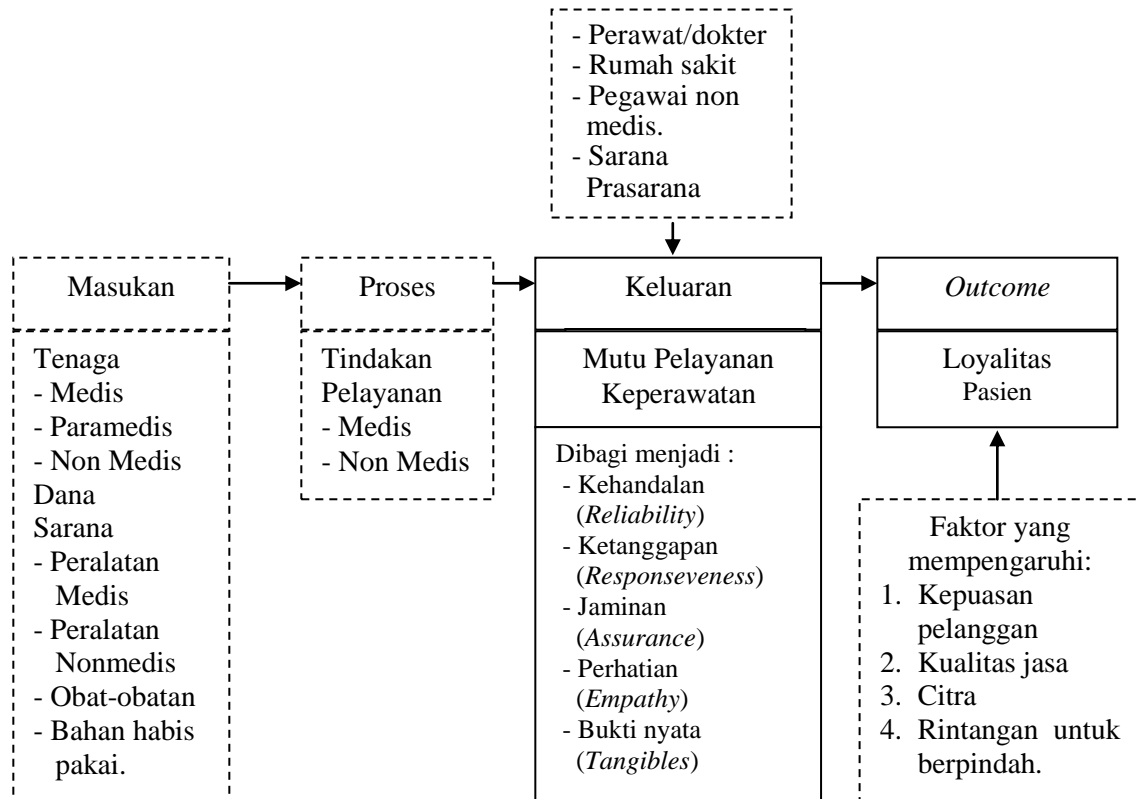 - Perawat/dokter
- Rumah sakit
- Pegawai non
medis.
- Sarana
Prasarana
Masukan
Proses
Keluaran
Outcome
Tenaga
- Medis
- Paramedis
- Non Medis
Dana
Sarana
- Peralatan
Medis
- Peralatan
Nonmedis
- Obat-obatan
- Bahan habis
pakai.
Tindakan
Pelayanan
- Medis
- Non Medis
Mutu Pelayanan
Keperawatan
Dibagi menjadi :
- Kehandalan
(Reliability)
- Ketanggapan
(Responseveness)
- Jaminan
(Assurance)
- Perhatian
(Empathy)
- Bukti nyata
(Tangibles)
Loyalitas
Pasien
Faktor yang
mempengaruhi:
1. Kepuasan
pelanggan
2. Kualitas jasa
3. Citra
4. Rintangan untuk
berpindah.